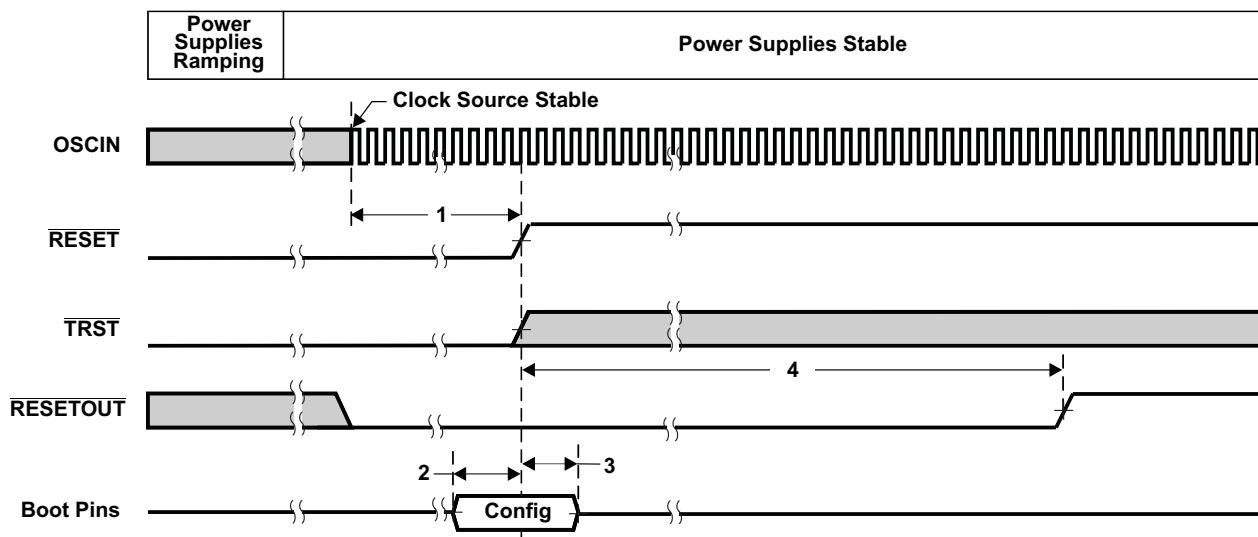 Power
Supplies
Ramping
Power Supplies Stable
Clock Source Stable
OSCIN
1
RESET
TRST
4
RESETOUT
2
3
Boot Pins
Config